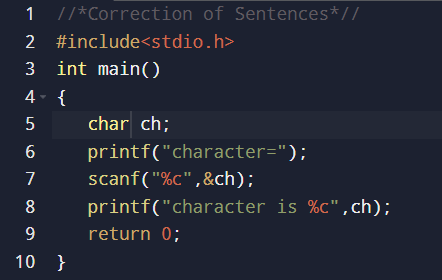 1 //*Correction of Sentences*//
2 #include<stdio.h>
3 int main()
4 {
5 char ch;
6 printf("character=");
7 scanf("%c",&ch);
8 printf("character is %c",ch);
9 return 0;
10 }